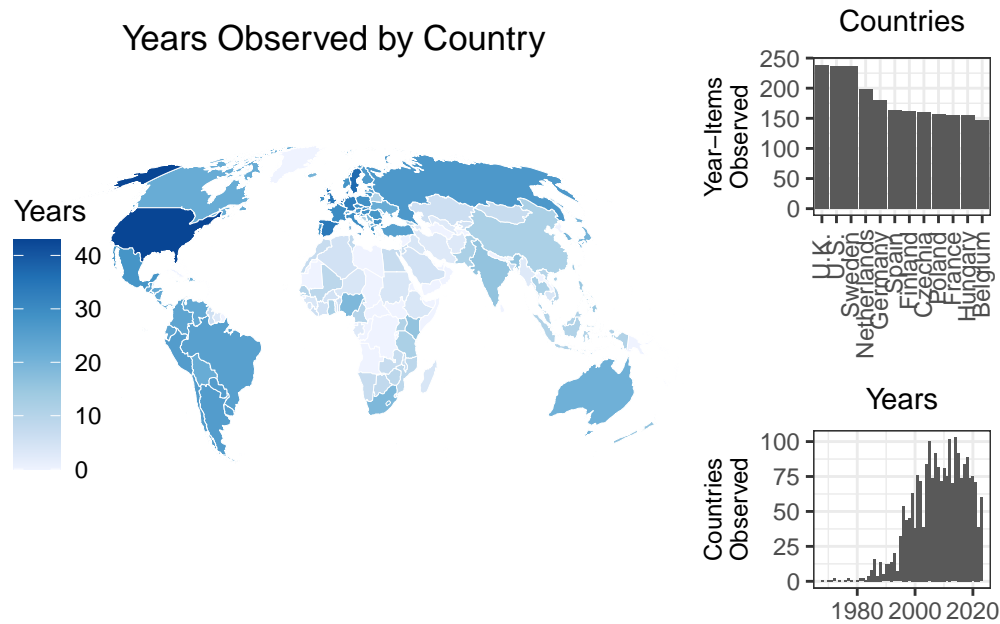 Years Observed by Country
Years
40
30
20
10
0
Countries
Year−Items
Observed
250
200
150
100
50
0
U.K.
U.S.
Sweden
Netherlands
Germany
Spain
Finland
Czechia
Poland
France
Hungary
Belgium
Years
Countries
Observed
100
75
50
25
0
1980 2000 2020